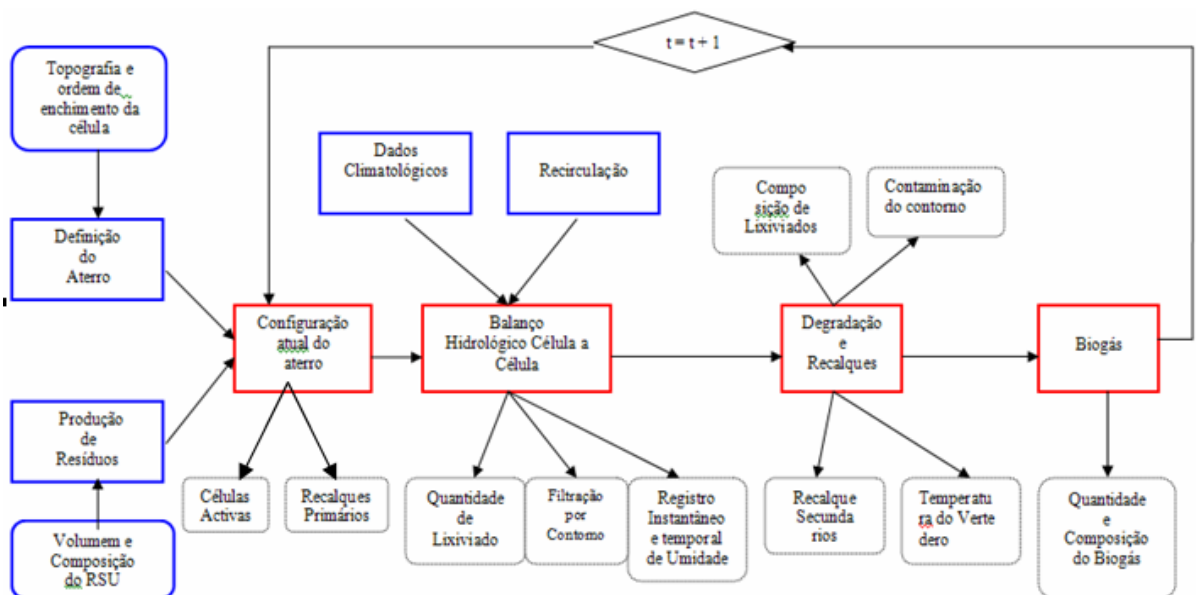 t = t + 1
Topografia e
ordem de
enchimento da
célula
Dados
Climatológicos
Recirculação
Compo
sição de
Lixiviados
Contaminação
do contorno
Definição
do
Aterro
Configuração
atual do
aterro
Balanço
Hidrológico Célula a
Célula
Degradação
e
Recalques
Biogás
Produção
de
Resíduos
Células
Activas
Recalques
Primários
Quantidade
de
Lixiviado
Filtração
por
Contorno
Registro
Instantâneo
e temporal
de Umidade
Recalque
Secunda
rios
Temperatu
ra do Verte
dero
Quantidade
e
Composição
do Biogás
Volumem e
Composição
do RSU